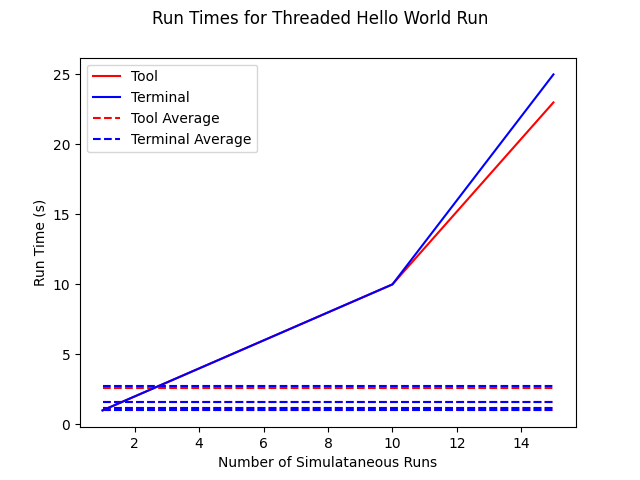 Run Times for Threaded Hello World Run
Tool
Terminal
Tool Average
Terminal Average
Run Time (s)
25
20
15
10
5
0
2
4
6
8
10
12
14
Number of Simulataneous Runs